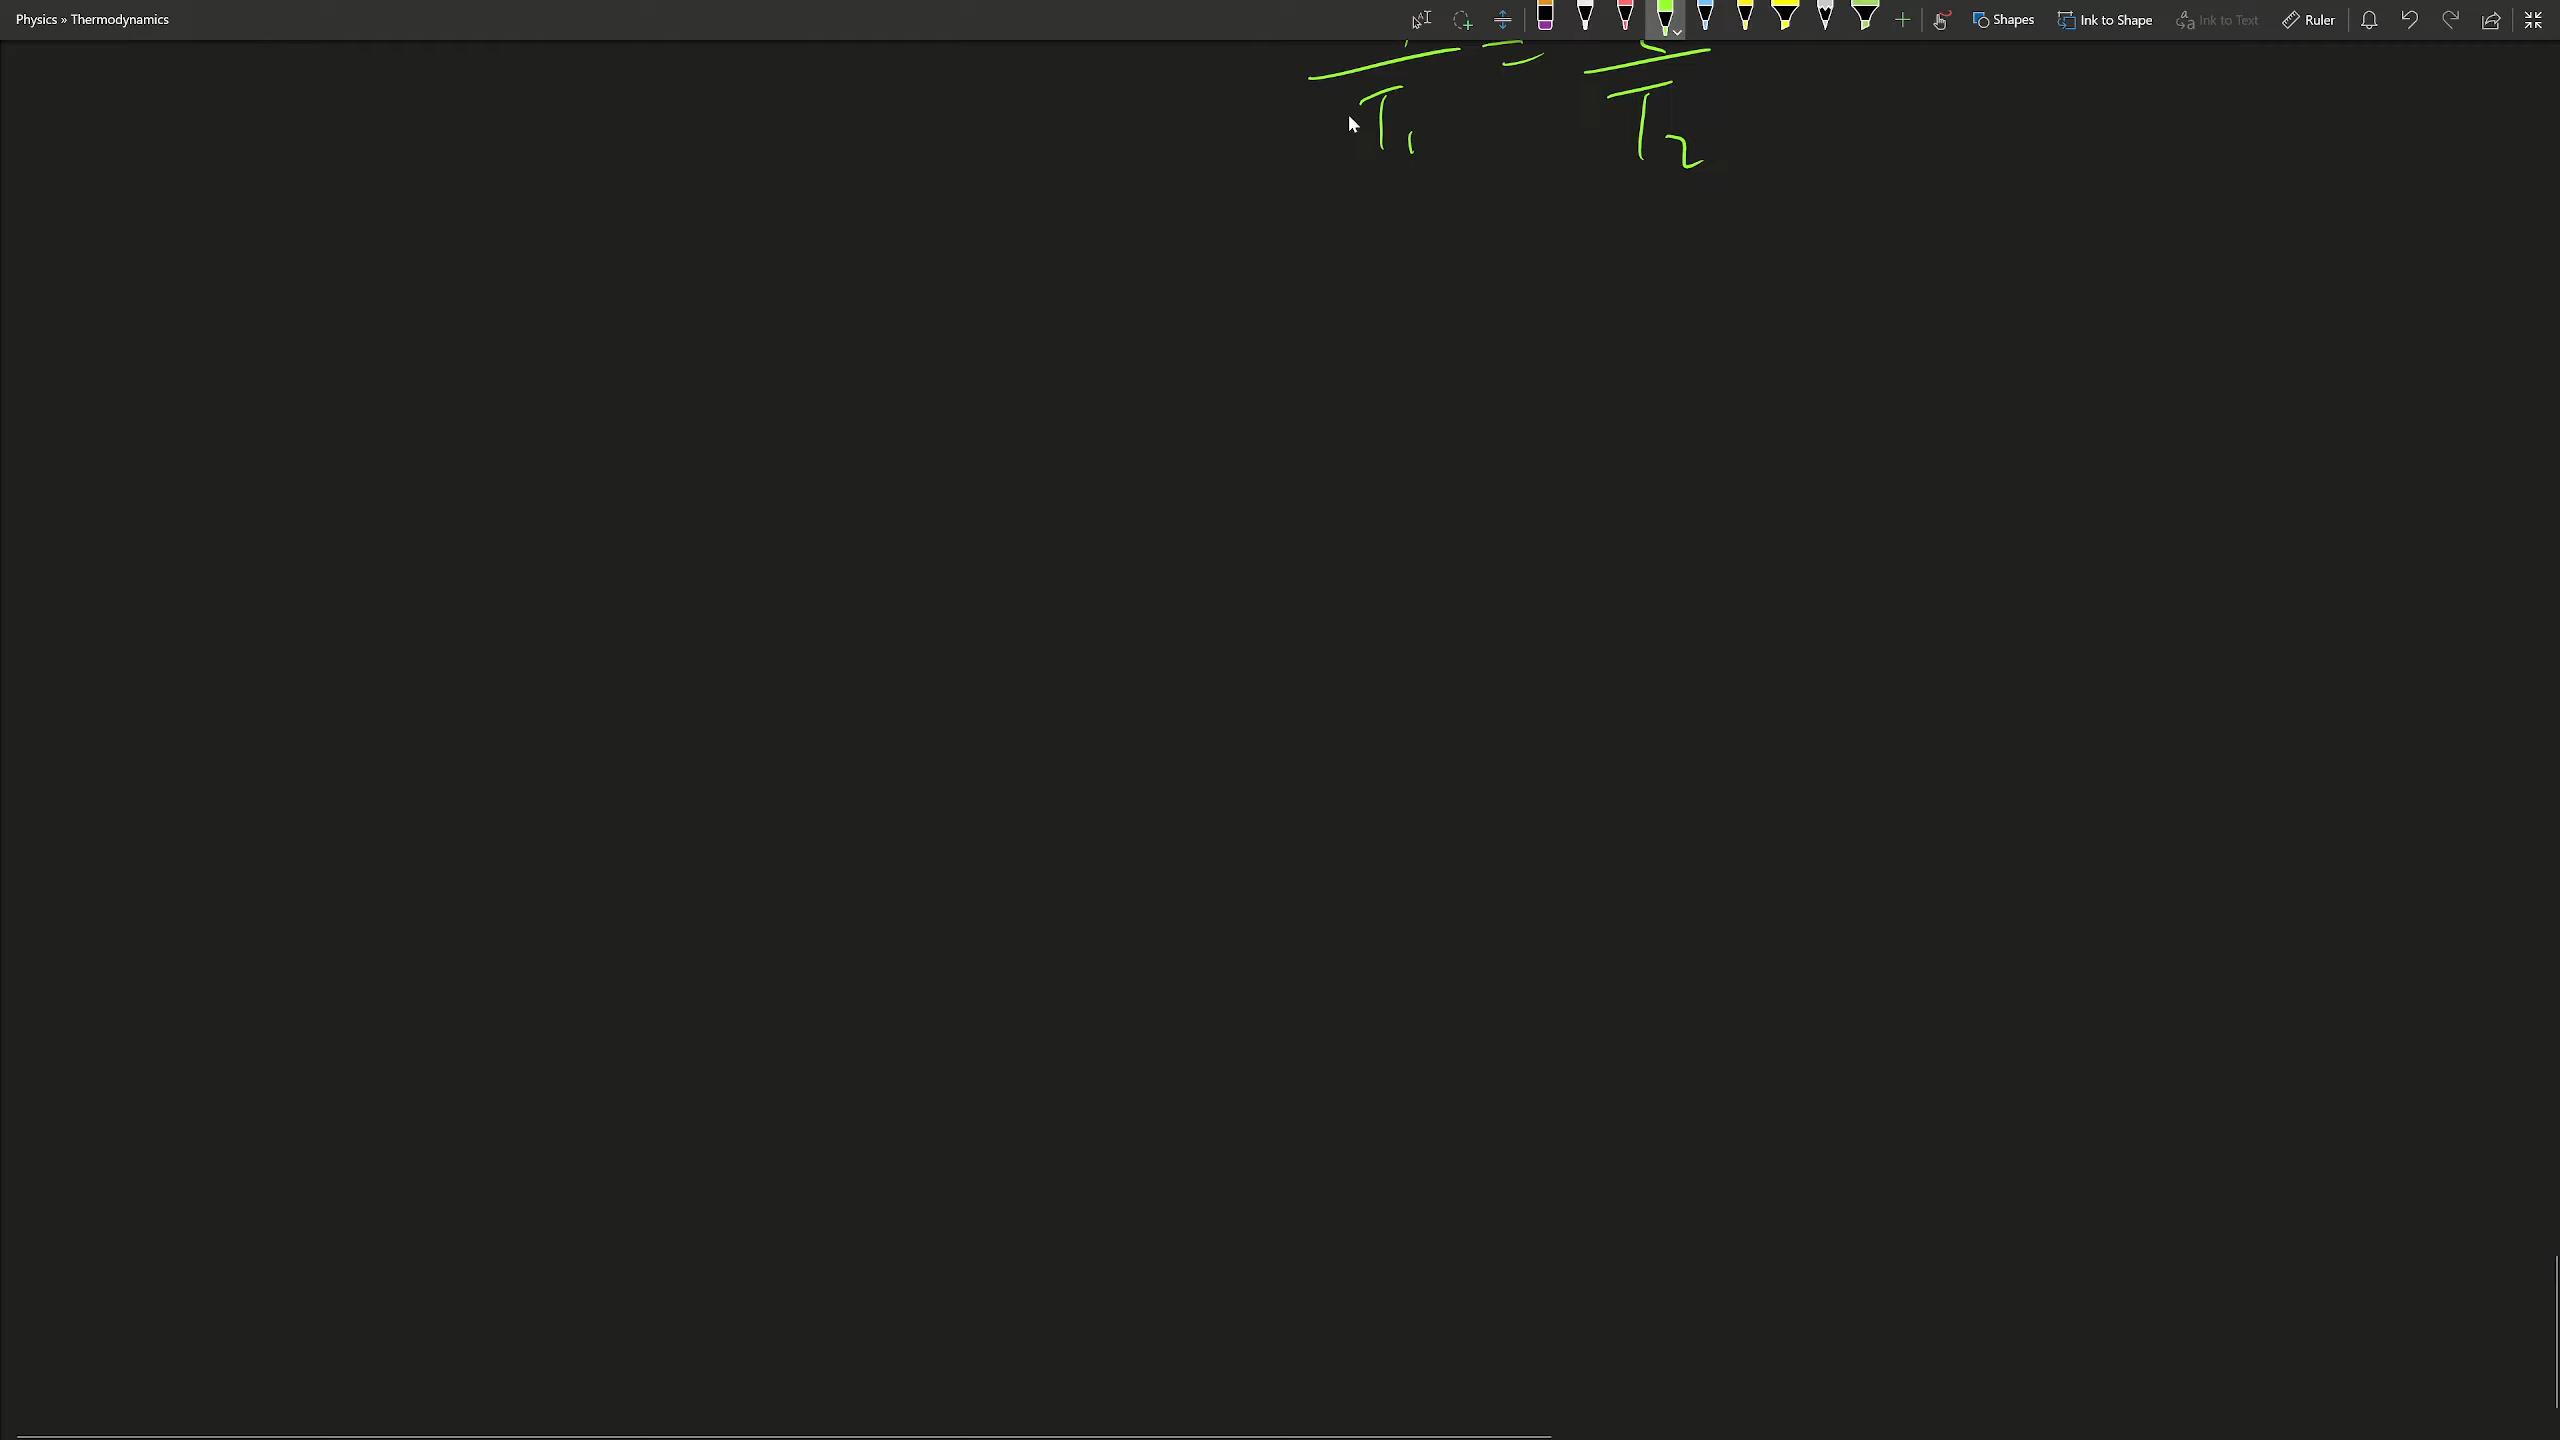 Physics » Thermodynamics
Shapes
Ink to Shape
Ink to Text
Ruler
=
T₁ T₂